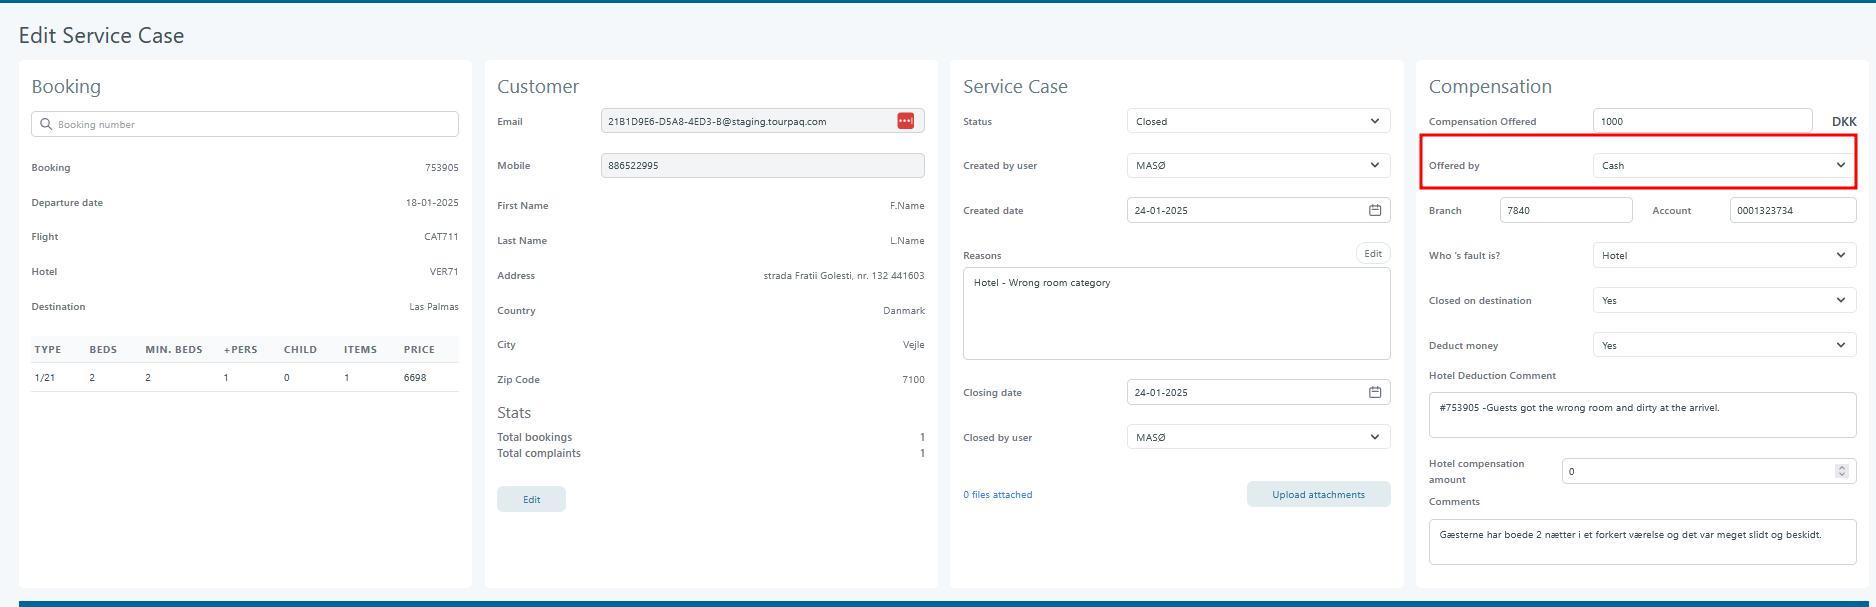 Edit Service Case
Booking
Booking number
Booking 753905
Departure date 18-01-2025
Flight CAT711
Hotel VER71
Destination Las Palmas
TYPE BEDS MIN. BEDS +PERS CHILD ITEMS PRICE
1/21 2 2 1 0 1 6698
Customer
Email 21B1D9E6-D5A8-4ED3-B@staging.tourpaq.com
Mobile 886522995
First Name F.Name
Last Name L.Name
Address strada Fratii Golesti, nr. 132 441603
Country Danmark
City Vejle
Zip Code 7100
Stats
Total bookings 1
Total complaints 1
Edit
Service Case
Status Closed
Created by user MASØ
Created date 24-01-2025
Reasons Edit
Hotel - Wrong room category
Closing date 24-01-2025
Closed by user MASØ
0 files attached Upload attachments
Compensation
Compensation Offered 1000 DKK
Offered by Cash
Branch 7840 Account 0001323734
Who 's fault is? Hotel
Closed on destination Yes
Deduct money Yes
Hotel Deduction Comment
#753905 -Guests got the wrong room and dirty at the arrivel.
Hotel compensation
amount 0
Comments
Gæsterne har boede 2 nætter i et forkert værelse og det var meget slidt og beskidt.